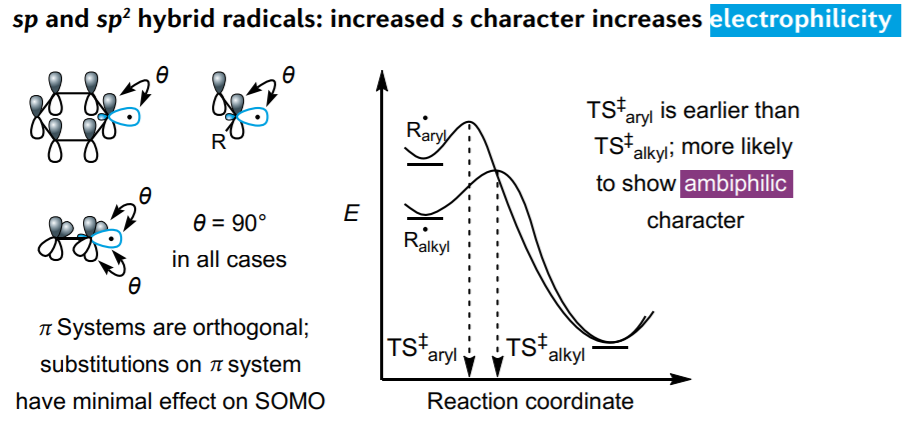 sp and sp² hybrid radicals: increased s character increases electrophilicity
θ
θ
R
θ
θ
θ = 90°
in all cases
π Systems are orthogonal;
substitutions on π system
have minimal effect on SOMO
E
R•aryl
R•alkyl
TS‡aryl
TS‡alkyl
Reaction coordinate
TS‡aryl is earlier than
TS‡alkyl; more likely
to show ambiphilic
character